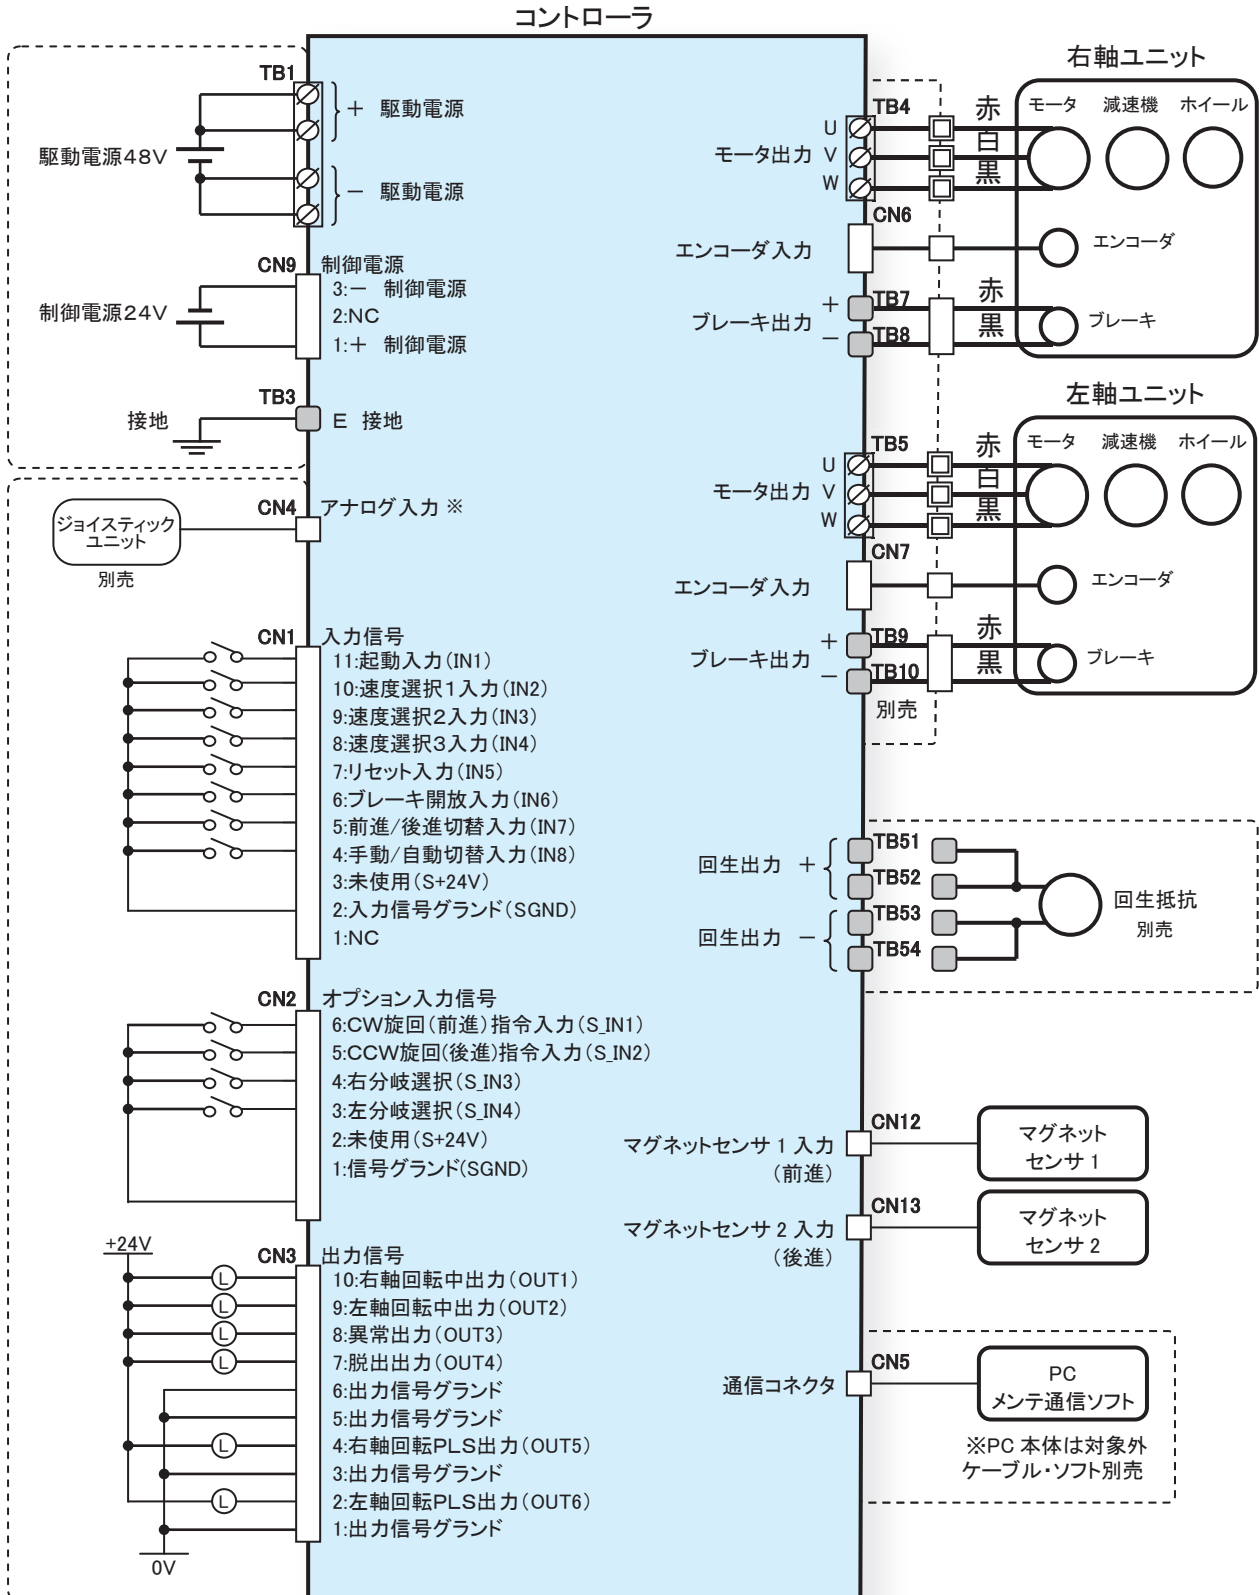 コントローラ
TB1
＋ 駆動電源
駆動電源48V
－ 駆動電源
CN9
制御電源
3:－ 制御電源
2:NC
1:＋ 制御電源
制御電源24V
TB3
接地
E 接地
CN4
アナログ入力 ※
ジョイスティック
ユニット
別売
CN1
入力信号
11:起動入力(IN1)
10:速度選択1入力(IN2)
9:速度選択2入力(IN3)
8:速度選択3入力(IN4)
7:リセット入力(IN5)
6:ブレーキ開放入力(IN6)
5:前進/後進切替入力(IN7)
4:手動/自動切替入力(IN8)
3:未使用(S+24V)
2:入力信号グランド(SGND)
1:NC
CN2
オプション入力信号
6:CW旋回(前進)指令入力(S_IN1)
5:CCW旋回(後進)指令入力(S_IN2)
4:右分岐選択(S_IN3)
3:左分岐選択(S_IN4)
2:未使用(S+24V)
1:信号グランド(SGND)
+24V
CN3
出力信号
10:右軸回転中出力(OUT1)
9:左軸回転中出力(OUT2)
8:異常出力(OUT3)
7:脱出出力(OUT4)
6:出力信号グランド
5:出力信号グランド
4:右軸回転PLS出力(OUT5)
3:出力信号グランド
2:左軸回転PLS出力(OUT6)
1:出力信号グランド
L
L
L
L
L
L
0V
右軸ユニット
TB4
モータ出力
U
V
W
赤
白
黒
モータ
減速機
ホイール
CN6
エンコーダ入力
エンコーダ
ブレーキ出力
＋
－
TB7
TB8
赤
黒
ブレーキ
左軸ユニット
TB5
モータ出力
U
V
W
赤
白
黒
モータ
減速機
ホイール
CN7
エンコーダ入力
エンコーダ
ブレーキ出力
＋
－
TB9
TB10
赤
黒
ブレーキ
別売
回生出力 ＋
TB51
TB52
回生出力 －
TB53
TB54
回生抵抗
別売
CN12
マグネットセンサ 1 入力
(前進)
マグネット
センサ 1
CN13
マグネットセンサ 2 入力
(後進)
マグネット
センサ 2
CN5
通信コネクタ
PC
メンテ通信ソフト
※PC 本体は対象外
ケーブル・ソフト別売